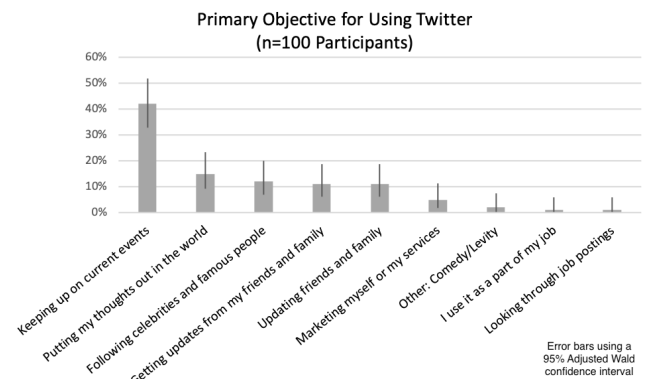 Primary Objective for Using Twitter
(n=100 Participants)
60%
50%
40%
30%
20%
10%
0%
Keeping up on current events
Putting my thoughts out in the world
Following celebrities and famous people
Getting updates from my friends and family
Updating friends and family
Marketing myself or my services
Other: Comedy/Levity
I use it as a part of my job
Looking through job postings
Error bars using a
95% Adjusted Wald
confidence interval